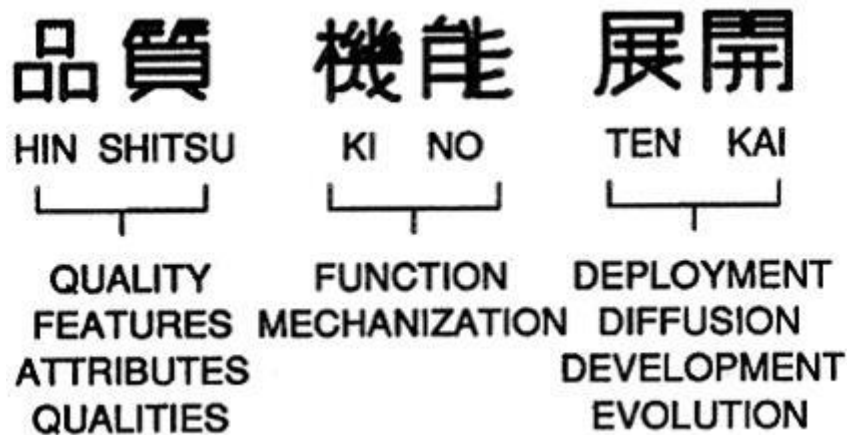 品質 機能 展開
HIN SHITSU KI NO TEN KAI
QUALITY FUNCTION DEPLOYMENT
FEATURES MECHANIZATION DIFFUSION
ATTRIBUTES DEVELOPMENT
QUALITIES EVOLUTION